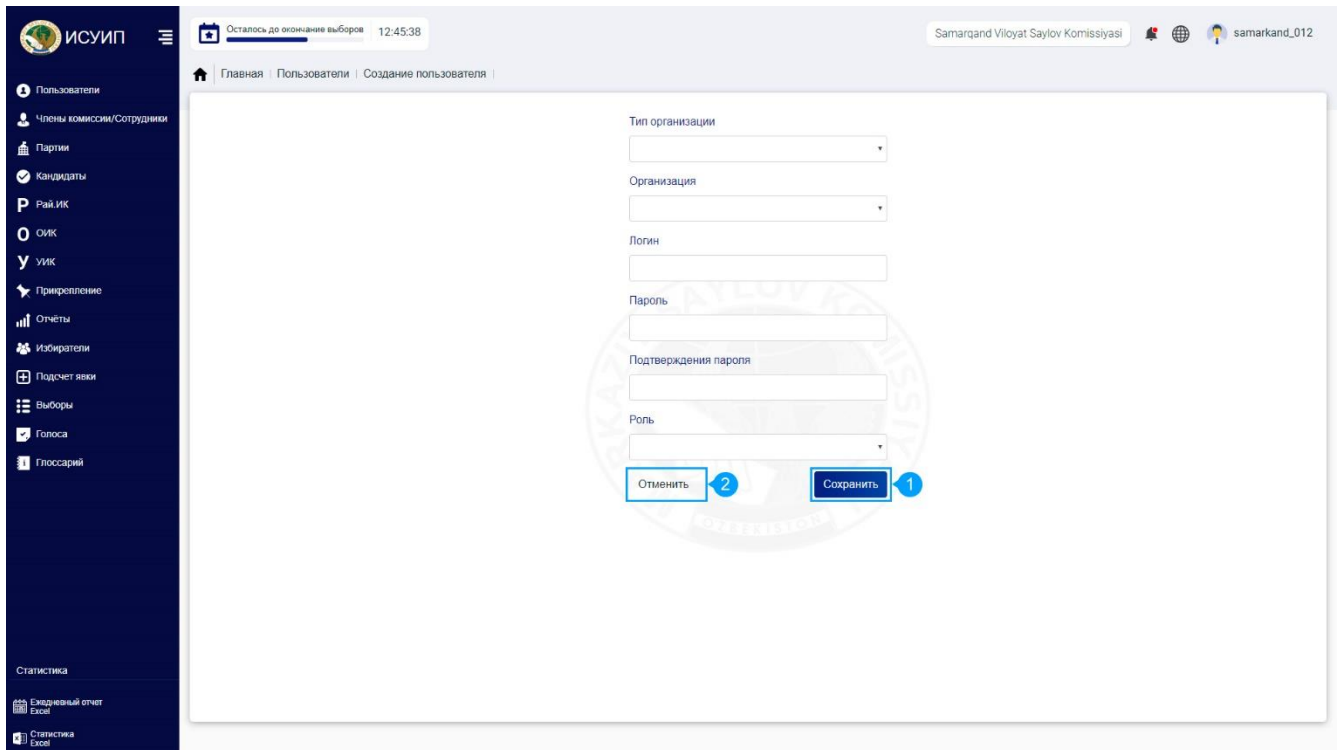 ИСУИП
Осталось до окончание выборов 12:45:38
Samarqand Viloyat Saylov Komissiyasi
samarkand_012
Главная | Пользователи | Создание пользователя |
Пользователи
Члены комиссии/Сотрудники
Партии
Кандидаты
Р Рай.ИК
О ОИК
У УИК
Прикрепление
Отчёты
Избиратели
Подсчет явки
Выборы
Голоса
Глоссарий
Статистика
Ежедневный отчет
Excel
Статистика
Excel
Тип организации
Организация
Логин
Пароль
Подтверждения пароля
Роль
Отменить 2
Сохранить 1
O'ZBEKISTON